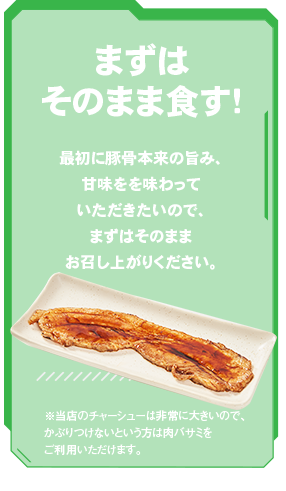 まずは
そのまま食す!
最初に豚骨本来の旨み、
甘味をを味わって
いただきたいので、
まずはそのまま
お召し上がりください。
※当店のチャーシューは非常に大きいので、
かぶりつけないという方は肉バサミを
ご利用いただけます。